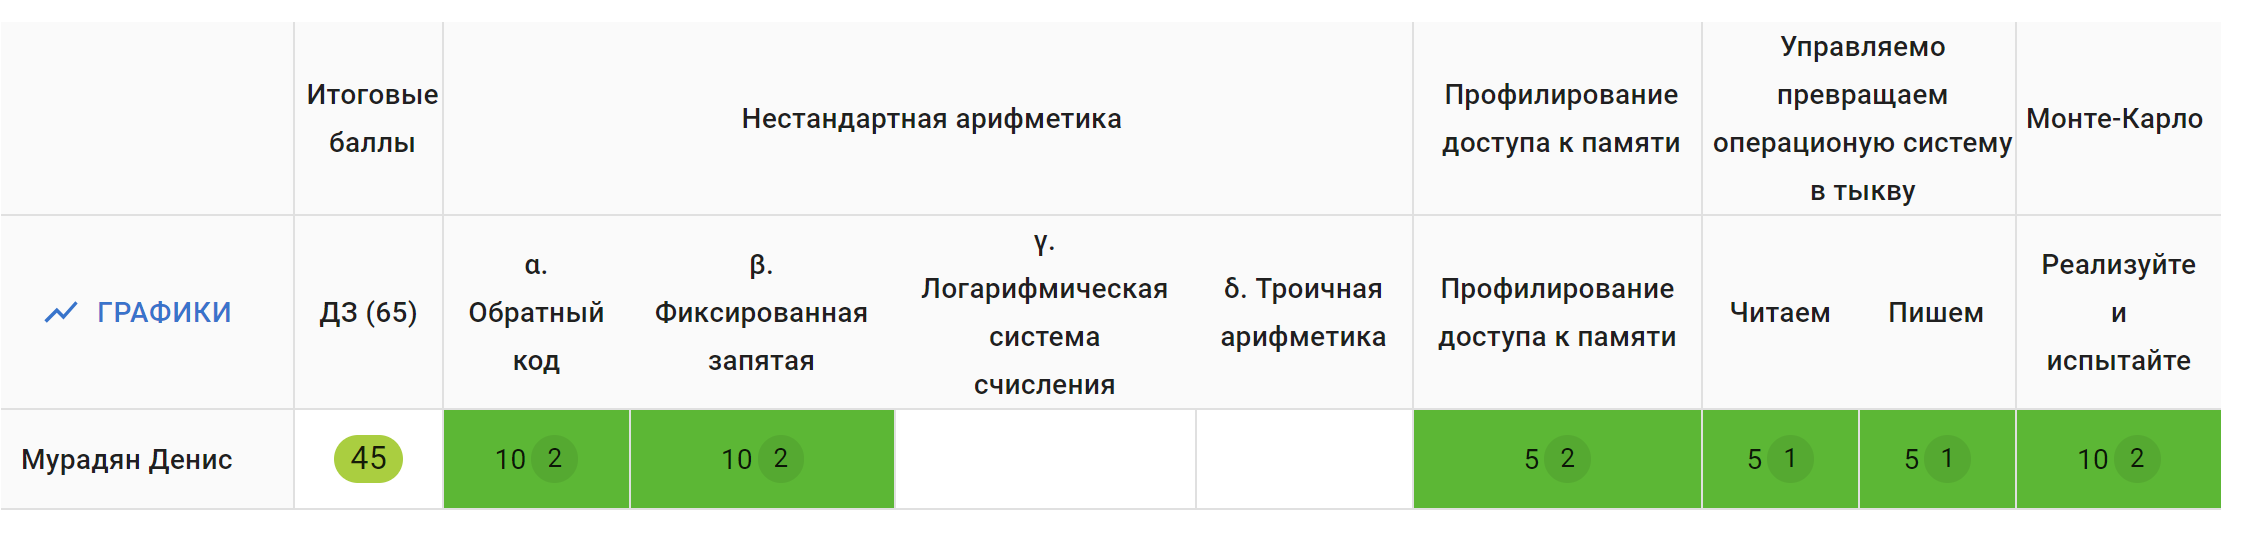 Итоговые
баллы
Нестандартная арифметика
Профилирование
доступа к памяти
Управляемо
превращаем
операционую систему
в тыкву
Монте-Карло
ГРАФИКИ
ДЗ (65)
α.
Обратный
код
β.
Фиксированная
запятая
γ.
Логарифмическая
система
счисления
δ. Троичная
арифметика
Профилирование
доступа к памяти
Читаем
Пишем
Реализуйте
и
испытайте
Мурадян Денис
45
10 2
10 2
5 2
5 1
5 1
10 2